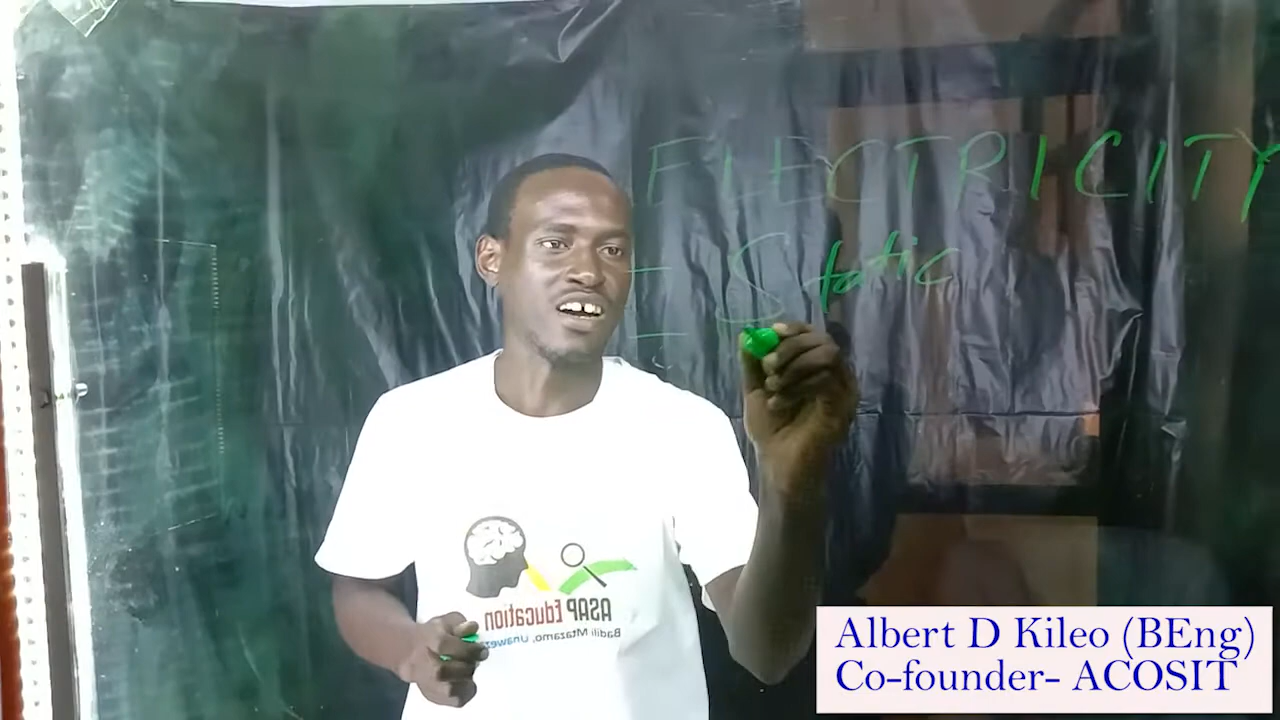 ELECTRICITY
- Static
-
ASAP Education
Badili Mtazamo, Unaweza
Albert D Kileo (BEng)
Co-founder- ACOSIT